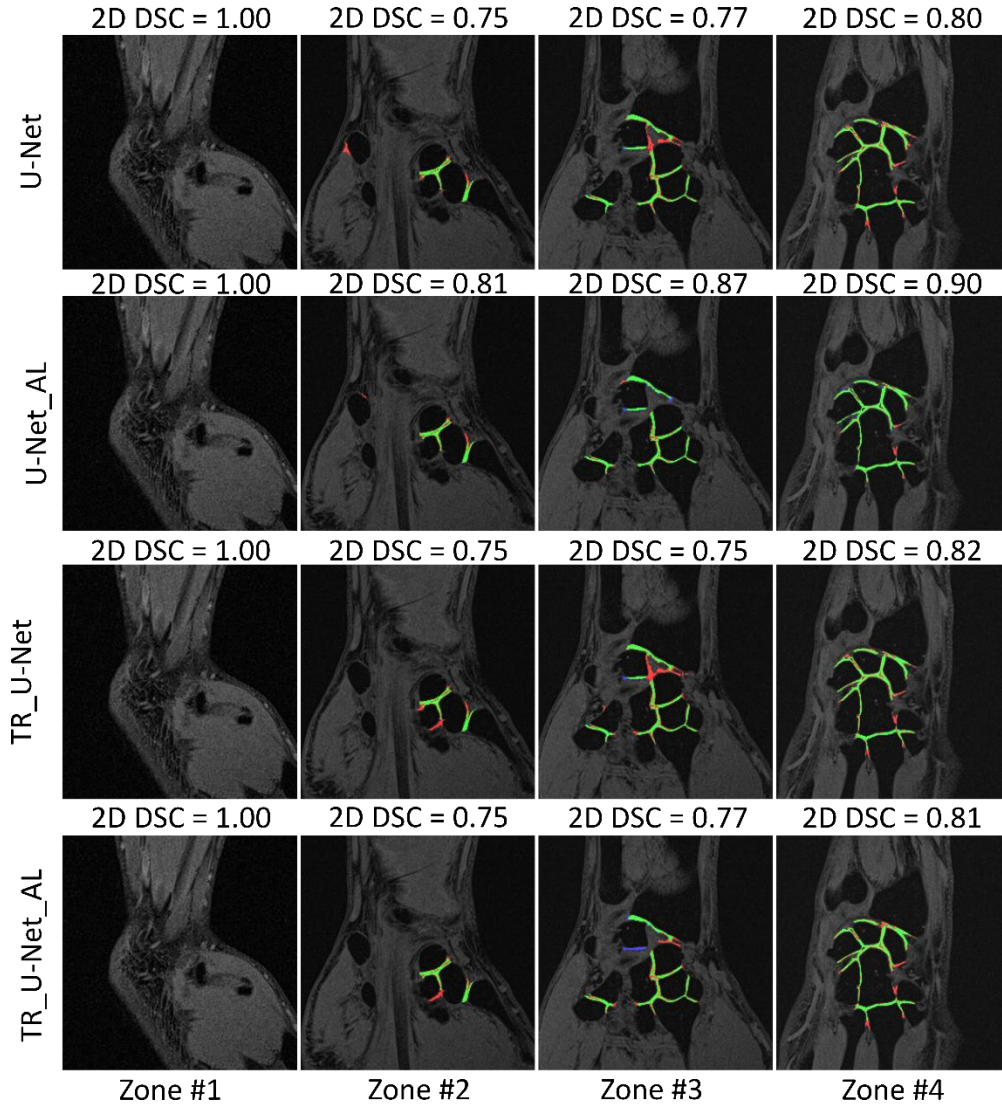 2D DSC = 1.00 2D DSC = 0.75 2D DSC = 0.77 2D DSC = 0.80
U-Net
2D DSC = 1.00 2D DSC = 0.81 2D DSC = 0.87 2D DSC = 0.90
U-Net_AL
2D DSC = 1.00 2D DSC = 0.75 2D DSC = 0.75 2D DSC = 0.82
TR_U-Net
2D DSC = 1.00 2D DSC = 0.75 2D DSC = 0.77 2D DSC = 0.81
TR_U-Net_AL
Zone #1 Zone #2 Zone #3 Zone #4